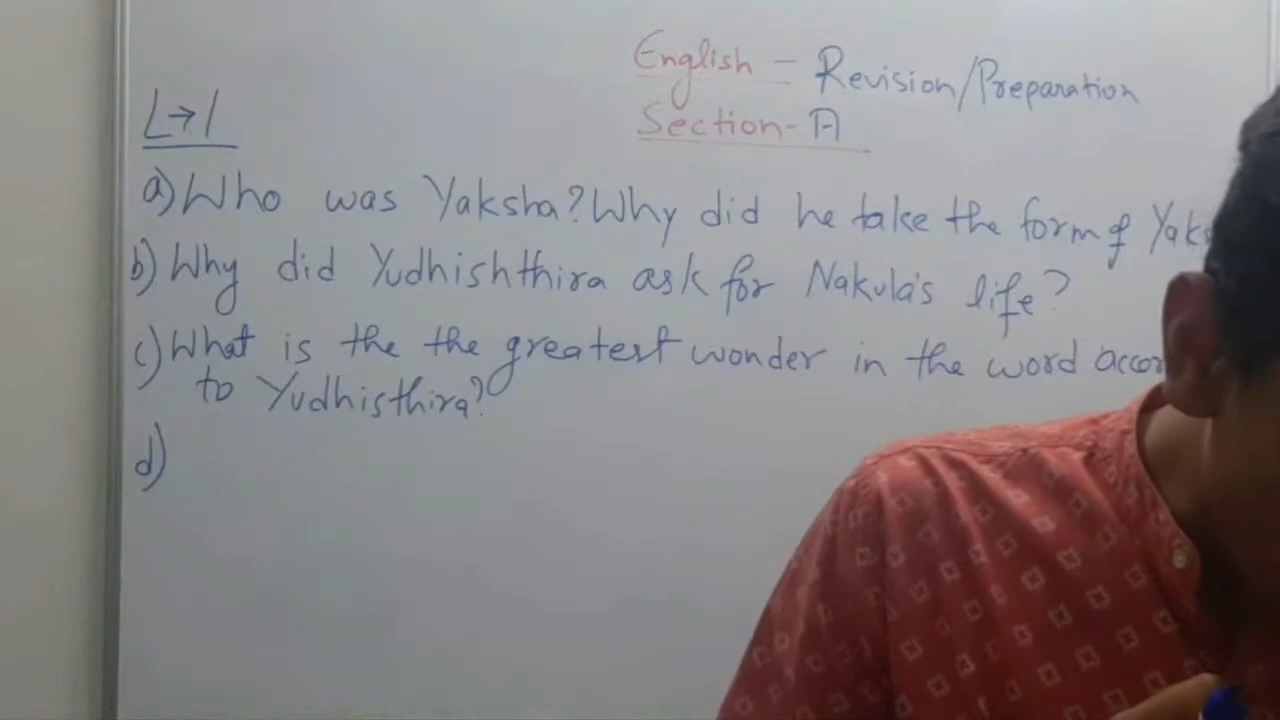 English = Revision/Preparation
Section-A
L→1
a) Who was Yaksha? Why did he take the form of
b) Why did Yudhishthira ask for Nakula's life?
c) What is the the greatest wonder in the word
to Yudhisthira?
d)